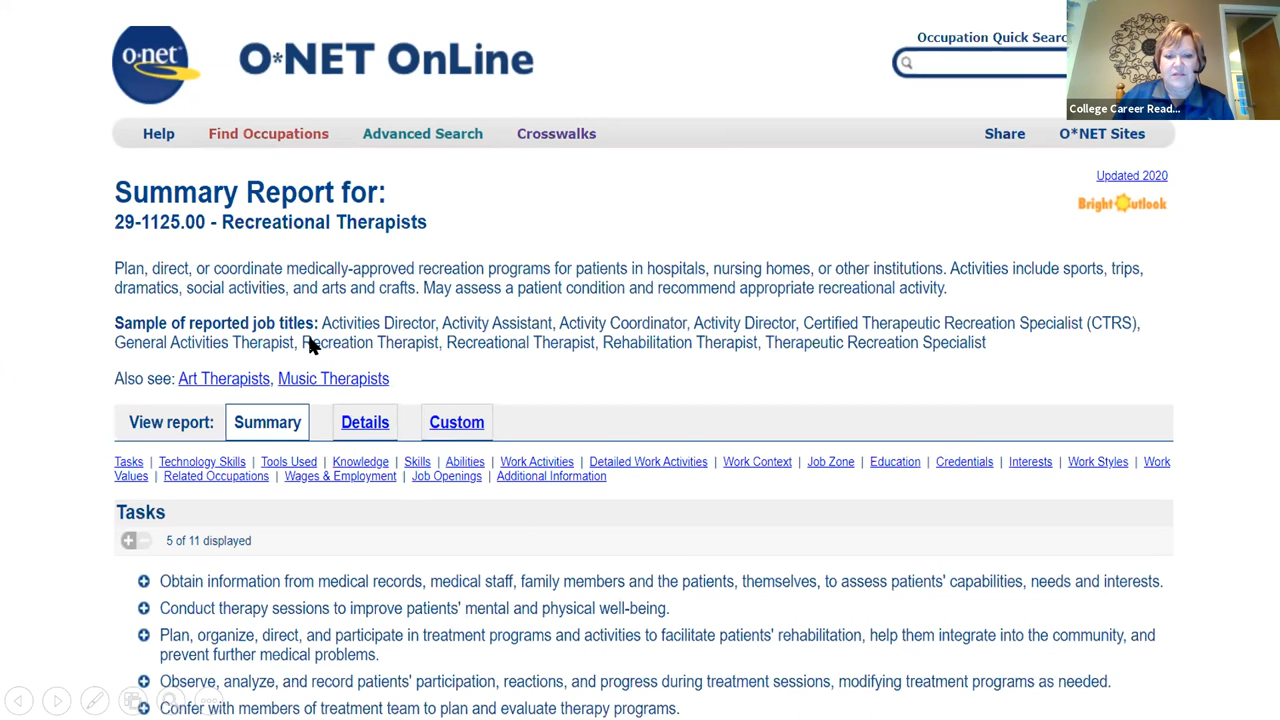 o·net
O*NET OnLine
Occupation Quick Searc
College Career Read...
Help Find Occupations Advanced Search Crosswalks Share O*NET Sites
Updated 2020
Summary Report for:
Bright Outlook
29-1125.00 - Recreational Therapists
Plan, direct, or coordinate medically-approved recreation programs for patients in hospitals, nursing homes, or other institutions. Activities include sports, trips,
dramatics, social activities, and arts and crafts. May assess a patient condition and recommend appropriate recreational activity.
Sample of reported job titles: Activities Director, Activity Assistant, Activity Coordinator, Activity Director, Certified Therapeutic Recreation Specialist (CTRS),
General Activities Therapist, Recreation Therapist, Recreational Therapist, Rehabilitation Therapist, Therapeutic Recreation Specialist
Also see: Art Therapists, Music Therapists
View report: Summary Details Custom
Tasks | Technology Skills | Tools Used | Knowledge | Skills | Abilities | Work Activities | Detailed Work Activities | Work Context | Job Zone | Education | Credentials | Interests | Work Styles | Work
Values | Related Occupations | Wages & Employment | Job Openings | Additional Information
Tasks
5 of 11 displayed
Obtain information from medical records, medical staff, family members and the patients, themselves, to assess patients' capabilities, needs and interests.
Conduct therapy sessions to improve patients' mental and physical well-being.
Plan, organize, direct, and participate in treatment programs and activities to facilitate patients' rehabilitation, help them integrate into the community, and
prevent further medical problems.
Observe, analyze, and record patients' participation, reactions, and progress during treatment sessions, modifying treatment programs as needed.
Confer with members of treatment team to plan and evaluate therapy programs.